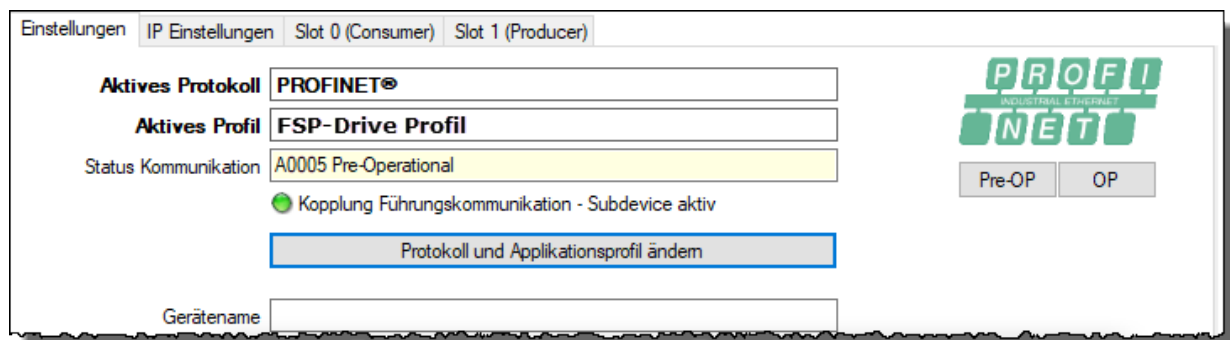 Einstellungen IP Einstellungen Slot 0 (Consumer) Slot 1 (Producer)
Aktives Protokoll PROFINET®
Aktives Profil FSP-Drive Profil
Status Kommunikation A0005 Pre-Operational
Kopplung Führungskommunikation - Subdevice aktiv
Protokoll und Applikationsprofil ändern
Gerätename
PROFI
INDUSTRIAL ETHERNET
NET
Pre-OP OP